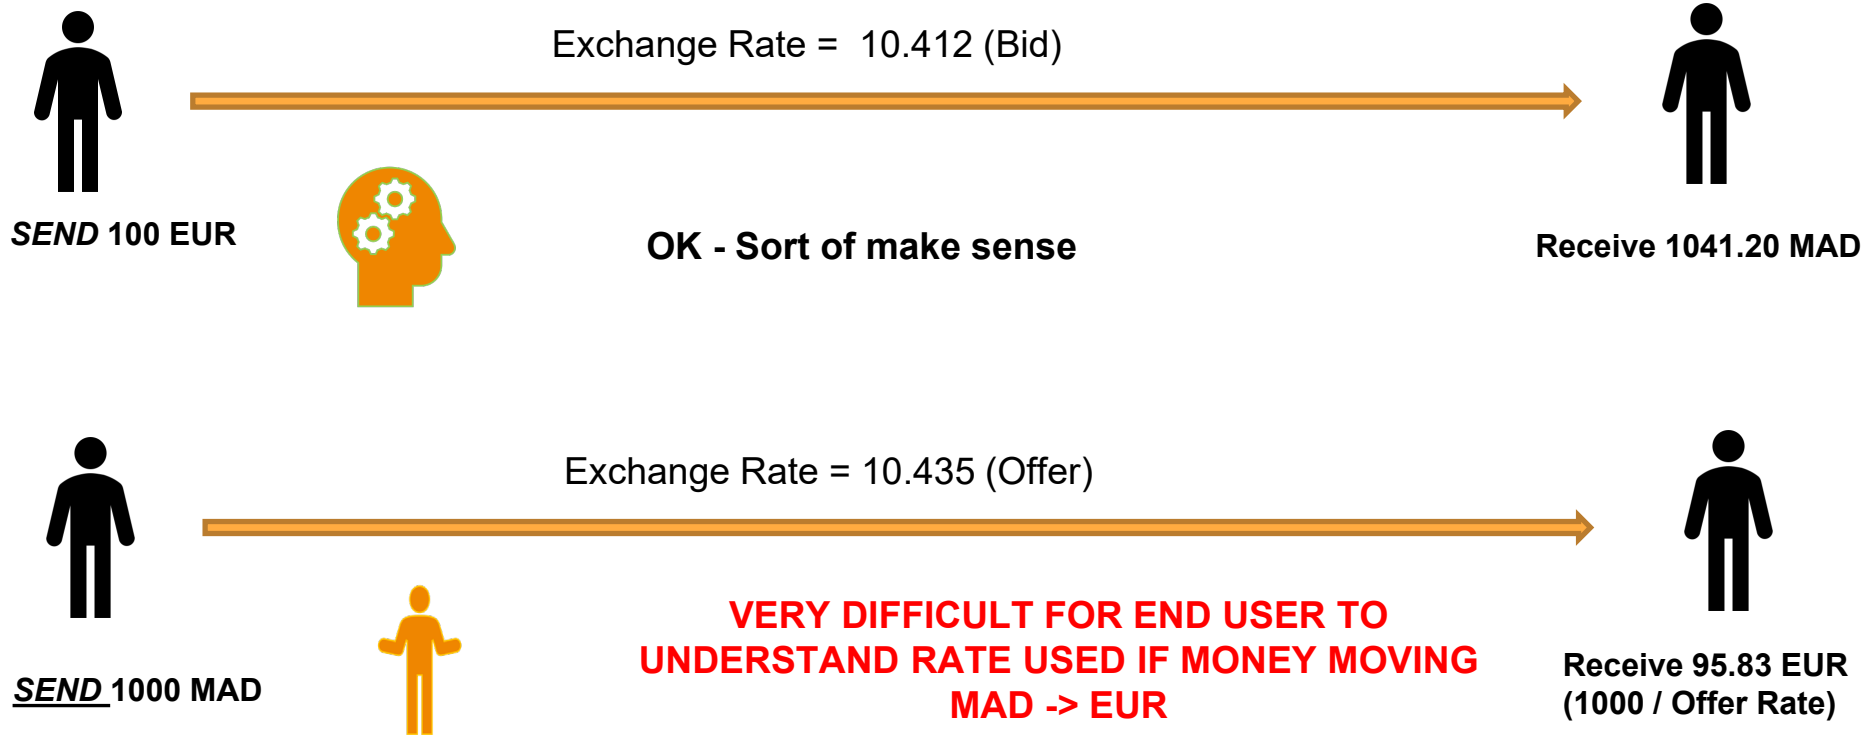 Exchange Rate = 10.412 (Bid)
SEND 100 EUR
OK - Sort of make sense
Receive 1041.20 MAD
Exchange Rate = 10.435 (Offer)
VERY DIFFICULT FOR END USER TO
UNDERSTAND RATE USED IF MONEY MOVING
MAD -> EUR
SEND 1000 MAD
Receive 95.83 EUR
(1000 / Offer Rate)